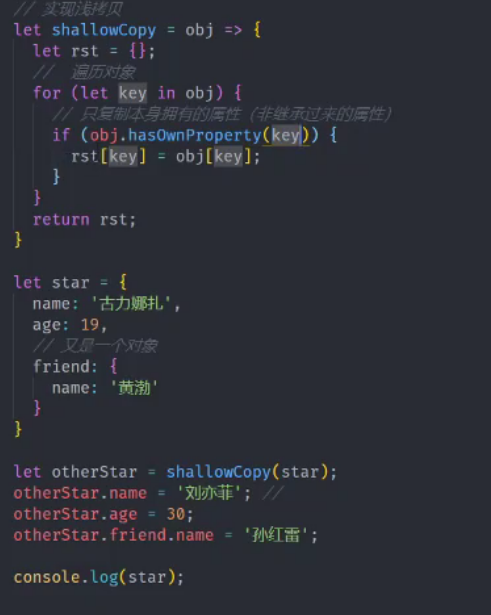 // 实现浅拷贝
let shallowCopy = obj => {
  let rst = {};
  //  遍历对象
  for (let key in obj) {
    // 只复制本身拥有的属性（非继承过来的属性）
    if (obj.hasOwnProperty(key)) {
      rst[key] = obj[key];
    }
  }
  return rst;
}

let star = {
  name: '古力娜扎',
  age: 19,
  // 又是一个对象
  friend: {
    name: '黄渤'
  }
}

let otherStar = shallowCopy(star);
otherStar.name = '刘亦菲'; //
otherStar.age = 30;
otherStar.friend.name = '孙红雷';

console.log(star);